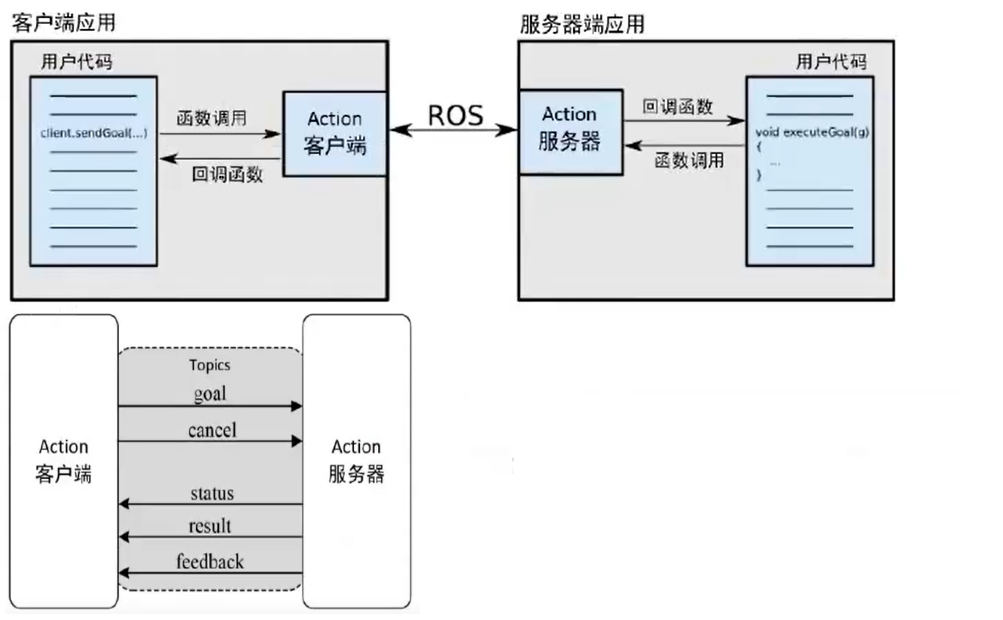 客户端应用
用户代码
client.sendGoal(...)
函数调用
回调函数
Action
客户端
ROS
服务器端应用
Action
服务器
回调函数
函数调用
用户代码
void executeGoal(g)
{
...
}
Action
客户端
Topics
goal
cancel
status
result
feedback
Action
服务器